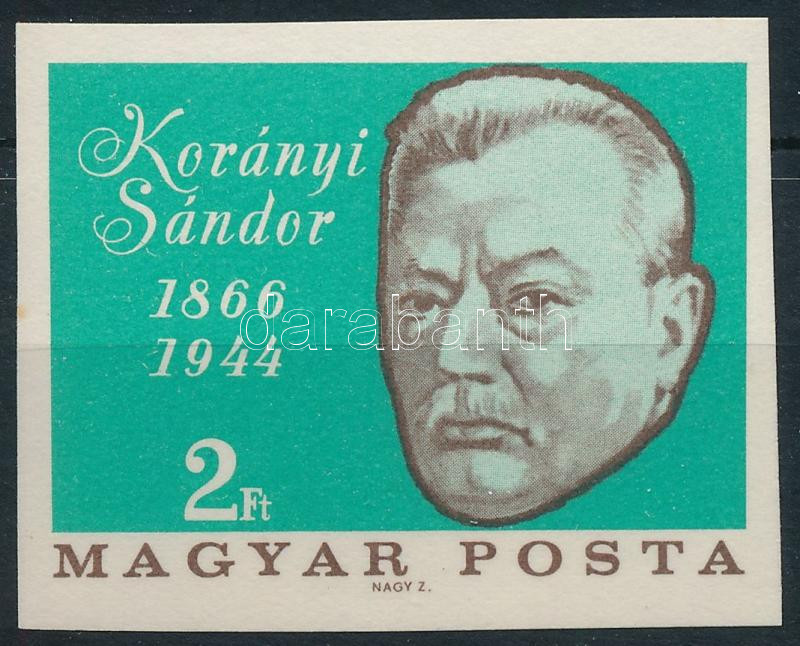 Korányi
Sándor
1866
1944
darabanth
2Ft
MAGYAR POSTA
NAGY Z.